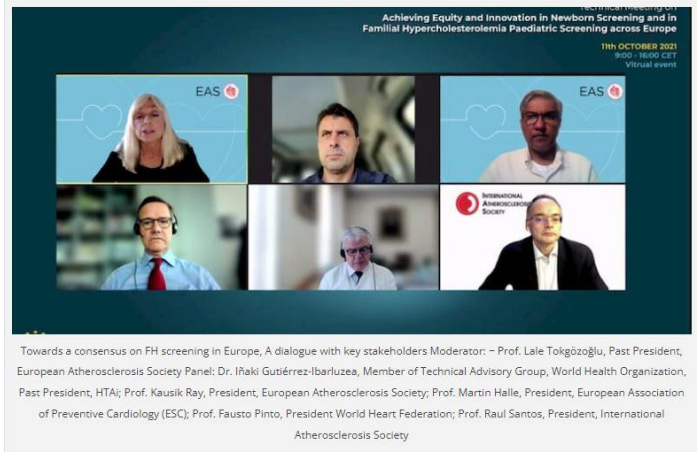 Technical Meeting on
Achieving Equity and Innovation in Newborn Screening and in
Familial Hypercholesterolemia Paediatric Screening across Europe
11th OCTOBER 2021
9:00 - 16:00 CET
Vitrual event
EAS
EAS
INTERNATIONAL
ATHEROSCLEROSIS
SOCIETY
Towards a consensus on FH screening in Europe, A dialogue with key stakeholders Moderator: − Prof. Lale Tokgözoğlu, Past President,
European Atherosclerosis Society Panel: Dr. Iñaki Gutiérrez-Ibarluzea, Member of Technical Advisory Group, World Health Organization,
Past President, HTAi; Prof. Kausik Ray, President, European Atherosclerosis Society; Prof. Martin Halle, President, European Association
of Preventive Cardiology (ESC); Prof. Fausto Pinto, President World Heart Federation; Prof. Raul Santos, President, International
Atherosclerosis Society